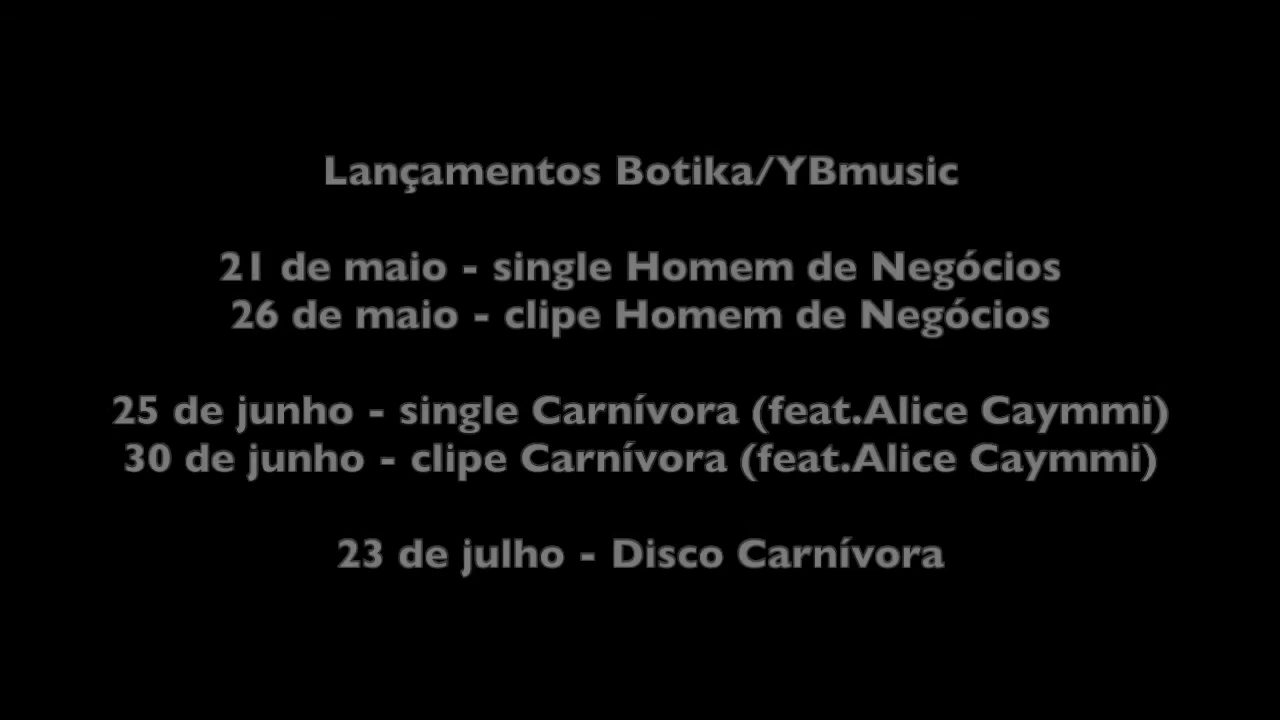 Lançamentos Botika/YBmusic
21 de maio - single Homem de Negócios
26 de maio - clipe Homem de Negócios
25 de junho - single Carnívora (feat.Alice Caymmi)
30 de junho - clipe Carnívora (feat.Alice Caymmi)
23 de julho - Disco Carnívora